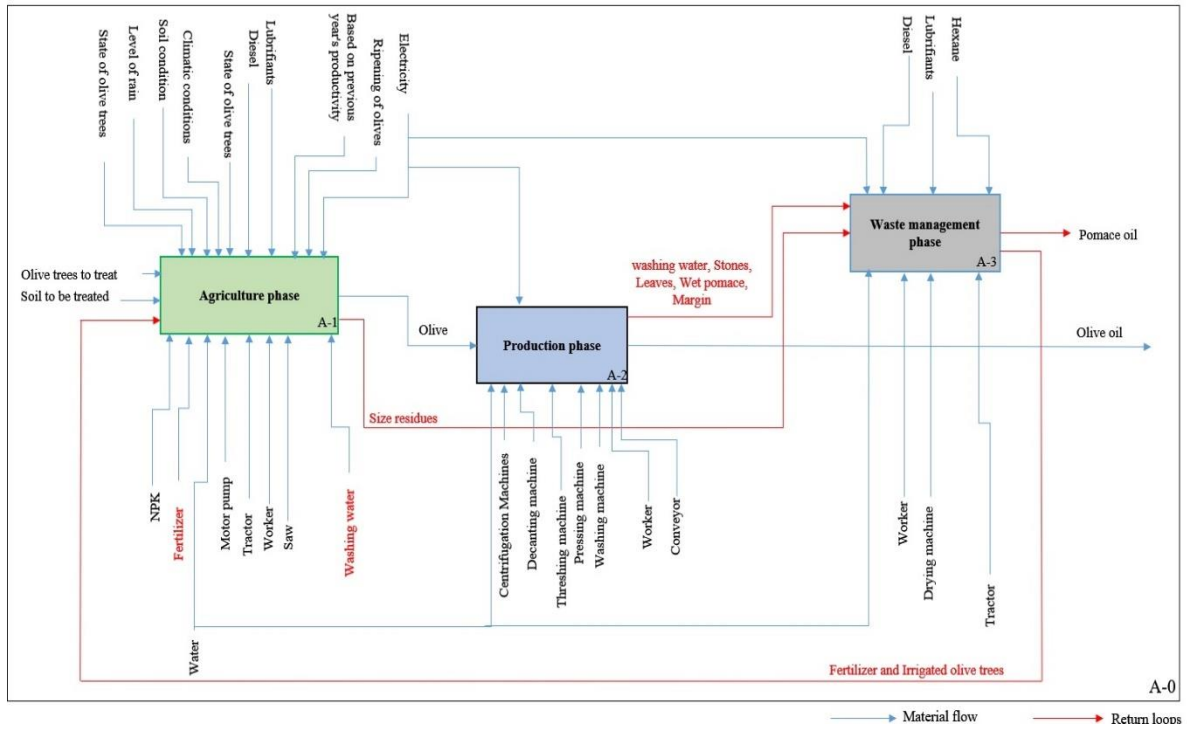 State of olive trees
Level of rain
Soil condition
Climatic conditions
State of olive trees
Diesel
Lubrifiants
Based on previous
year's productivity
Ripening of olives
Electricity
Diesel
Lubrifiants
Hexane
Olive trees to treat
Soil to be treated
Agriculture phase
A-1
Olive
Size residues
Production phase
A-2
washing water, Stones,
Leaves, Wet pomace,
Margin
Waste management
phase
A-3
Pomace oil
Olive oil
NPK
Fertilizer
Water
Motor pump
Tractor
Worker
Saw
Washing water
Centrifugation Machines
Decanting machine
Threshing machine
Pressing machine
Washing machine
Worker
Conveyor
Worker
Drying machine
Tractor
Fertilizer and Irrigated olive trees
A-0
Material flow
Return loops